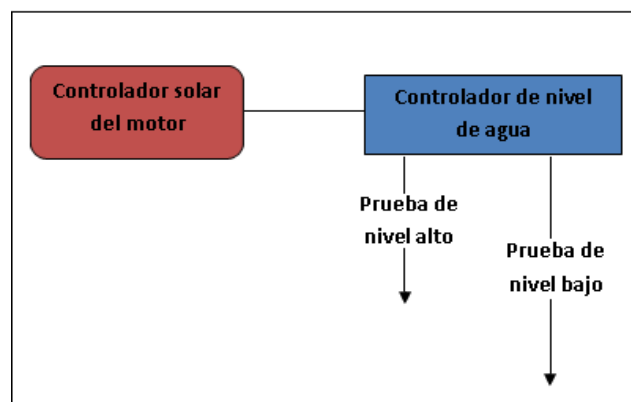 Controlador solar
del motor
Controlador de nivel
de agua
Prueba de
nivel alto
Prueba de
nivel bajo